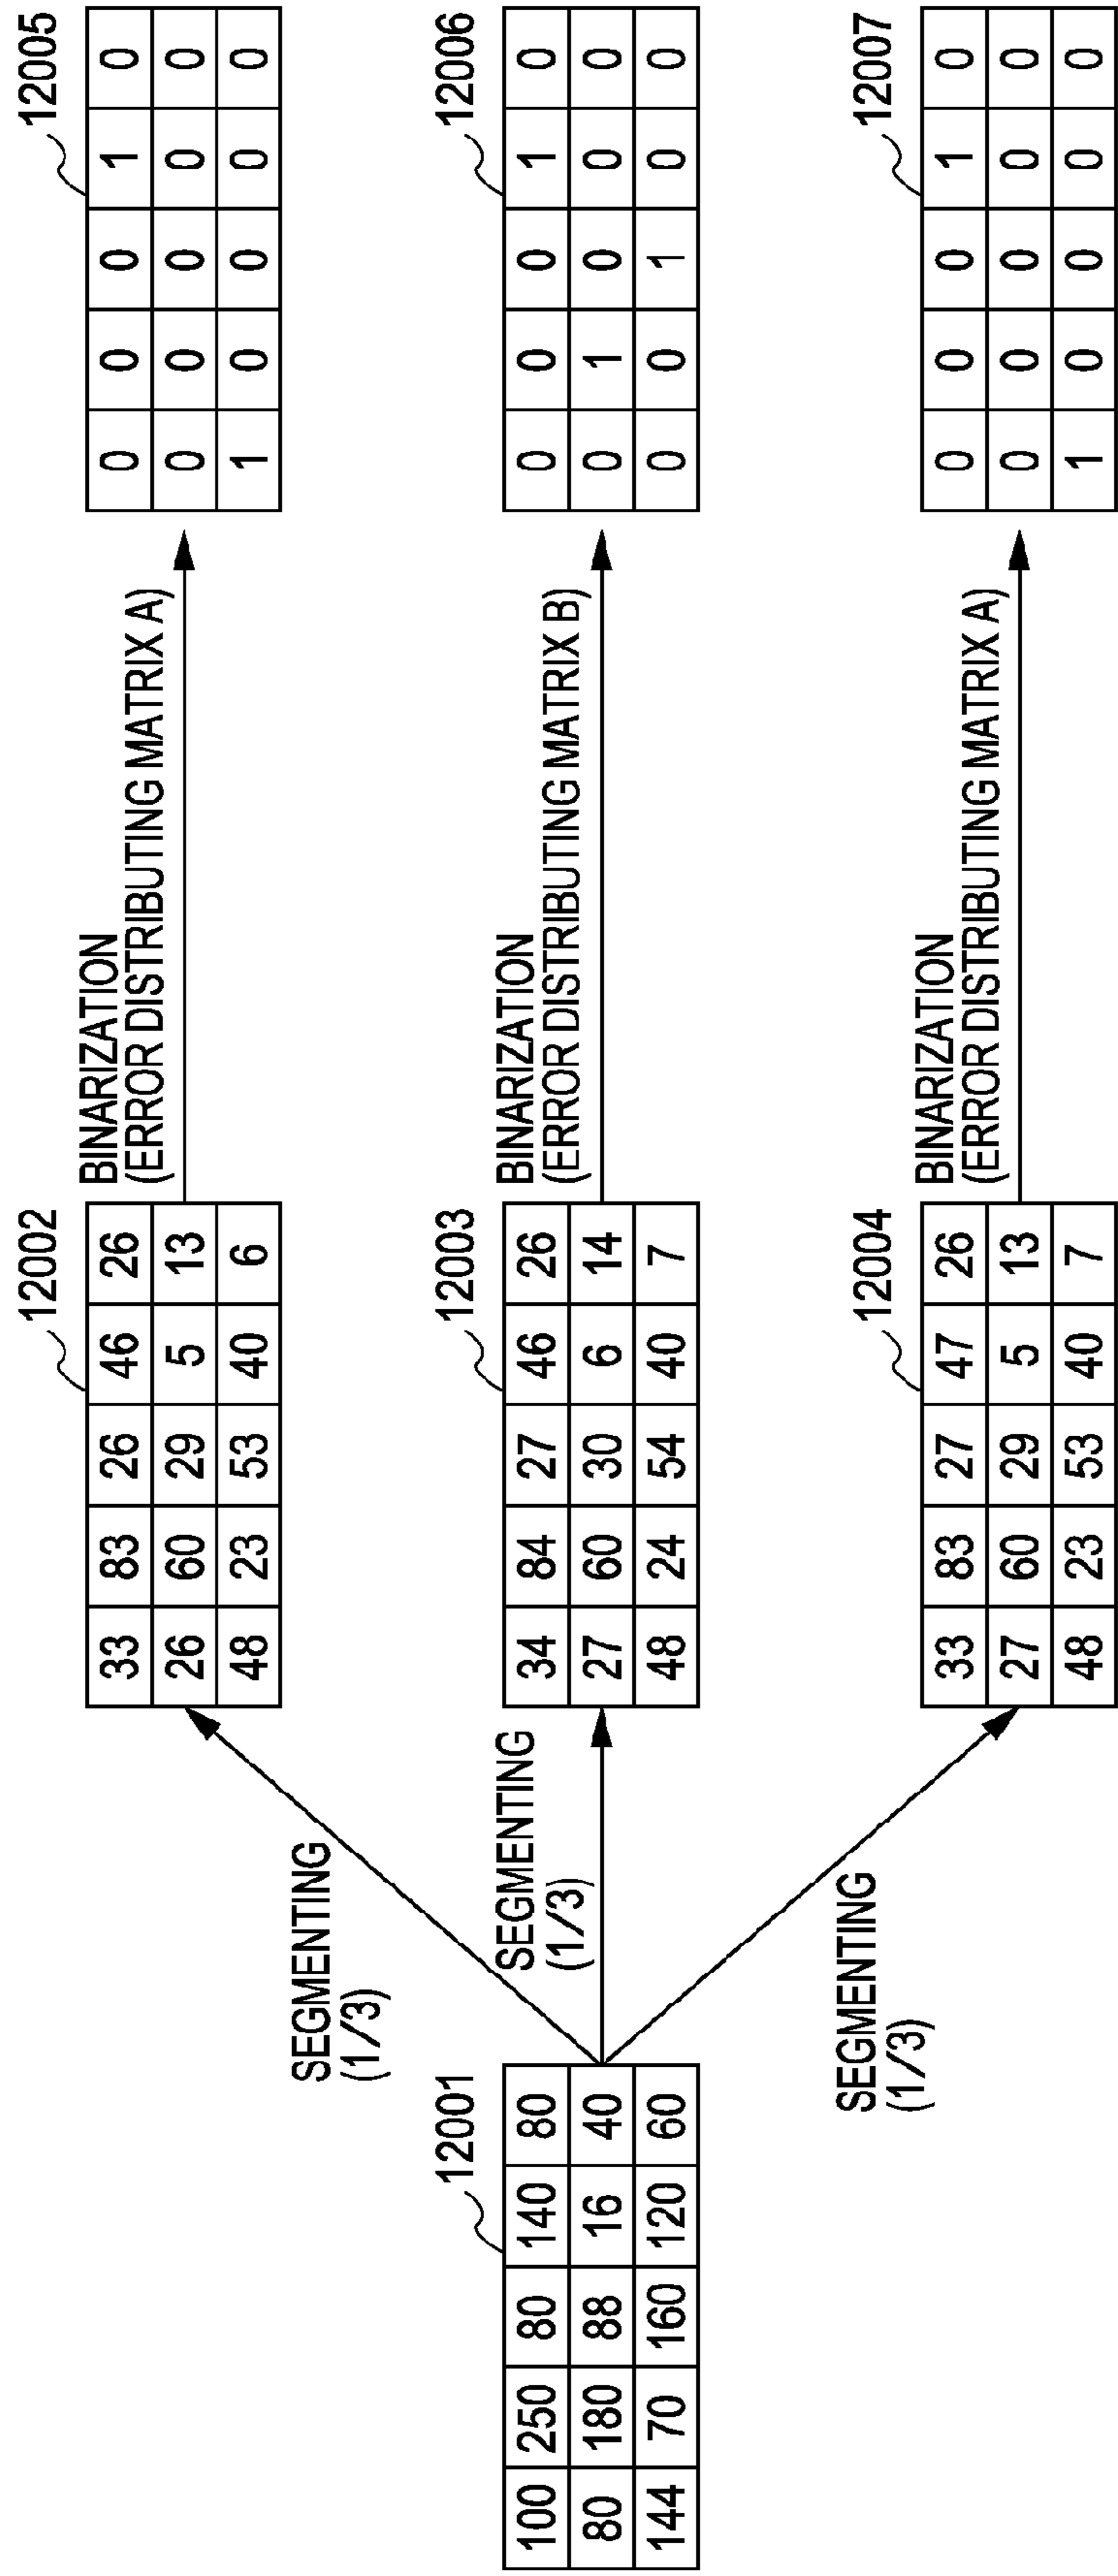 12001
100 250 80 140 80
80 180 88 16 40
144 70 160 120 60
SEGMENTING
(1/3)
SEGMENTING
(1/3)
SEGMENTING
(1/3)
12002
33 83 26 46 26
26 60 29 5 13
48 23 53 40 6
BINARIZATION
(ERROR DISTRIBUTING MATRIX A)
12005
0 0 0 1 0
0 0 0 0 0
1 0 0 0 0
12003
34 84 27 46 26
27 60 30 6 14
48 24 54 40 7
BINARIZATION
(ERROR DISTRIBUTING MATRIX B)
12006
0 0 0 1 0
0 1 0 0 0
0 0 1 0 0
12004
33 83 27 47 26
27 60 29 5 13
48 23 53 40 7
BINARIZATION
(ERROR DISTRIBUTING MATRIX A)
12007
0 0 0 1 0
0 0 0 0 0
1 0 0 0 0